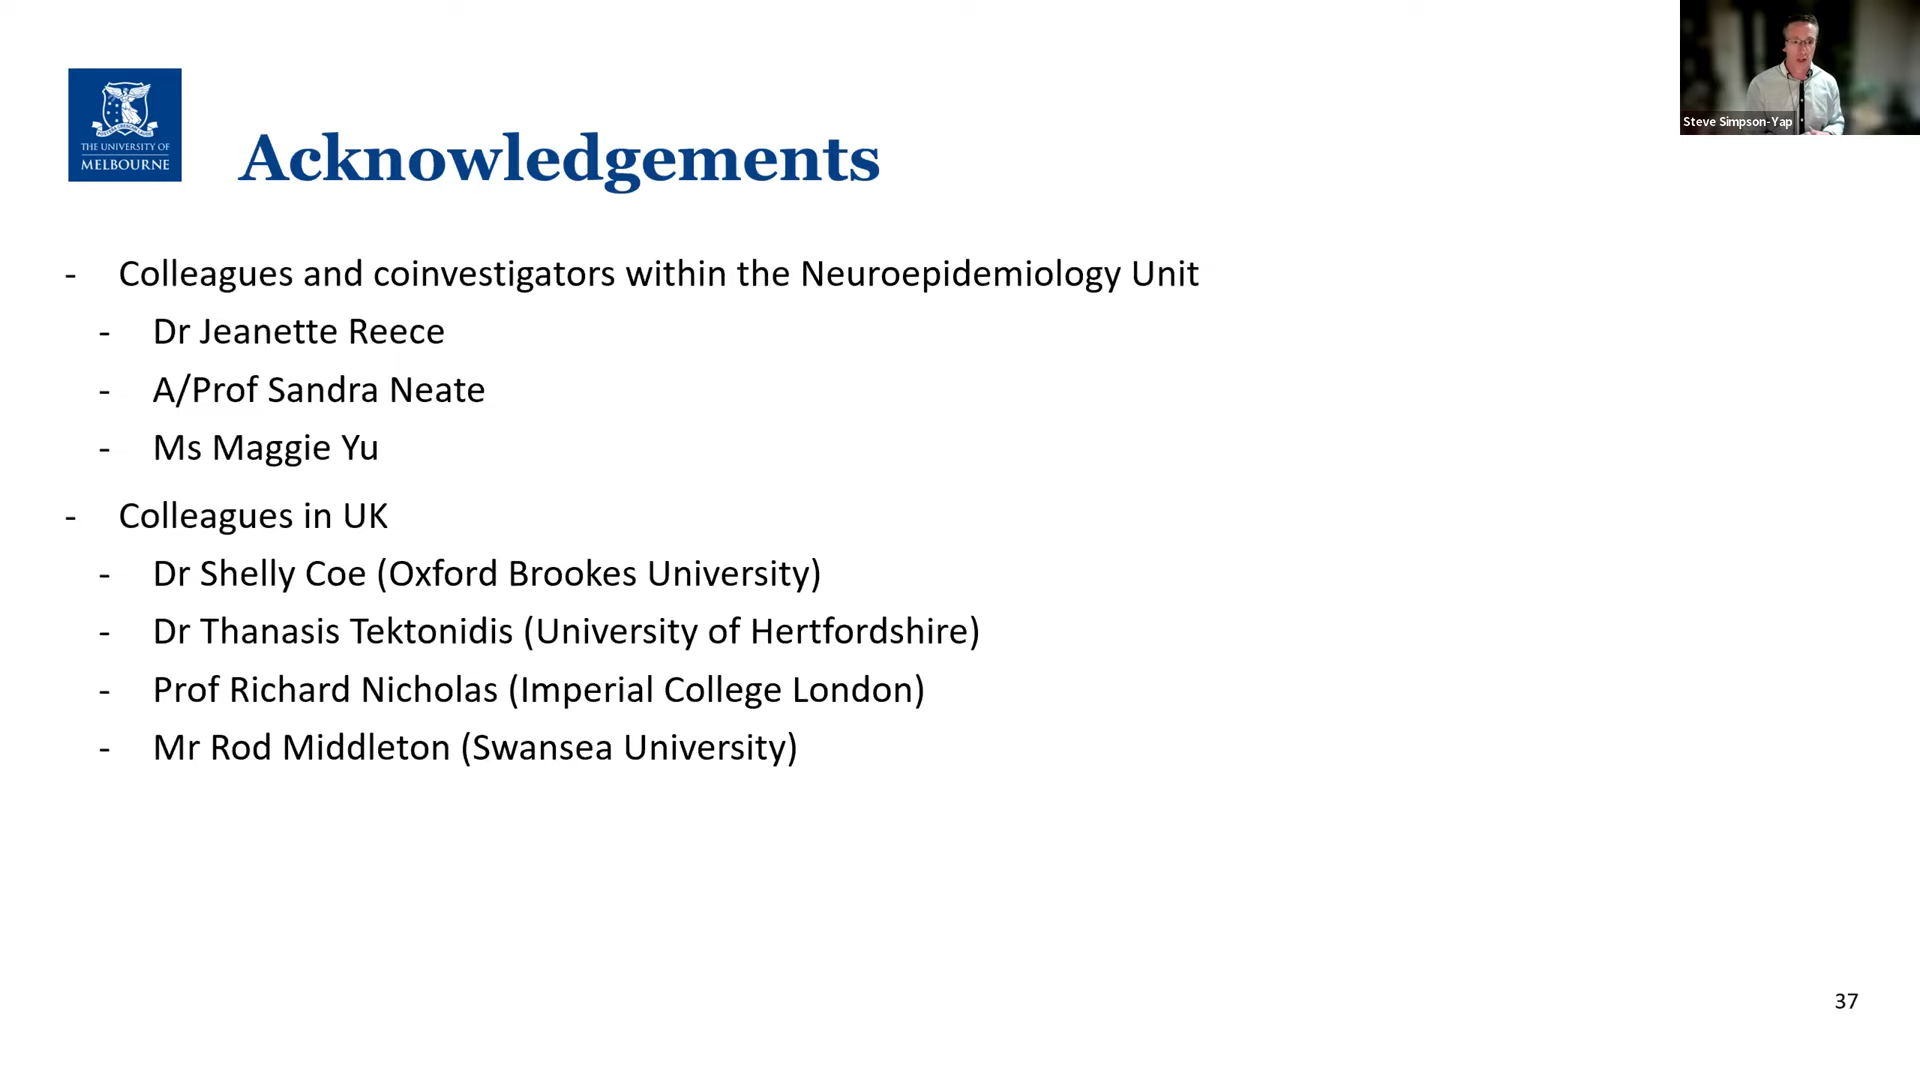 THE UNIVERSITY OF
MELBOURNE
Acknowledgements
Steve Simpson-Yap
- Colleagues and coinvestigators within the Neuroepidemiology Unit
- Dr Jeanette Reece
- A/Prof Sandra Neate
- Ms Maggie Yu
- Colleagues in UK
- Dr Shelly Coe (Oxford Brookes University)
- Dr Thanasis Tektonidis (University of Hertfordshire)
- Prof Richard Nicholas (Imperial College London)
- Mr Rod Middleton (Swansea University)
37